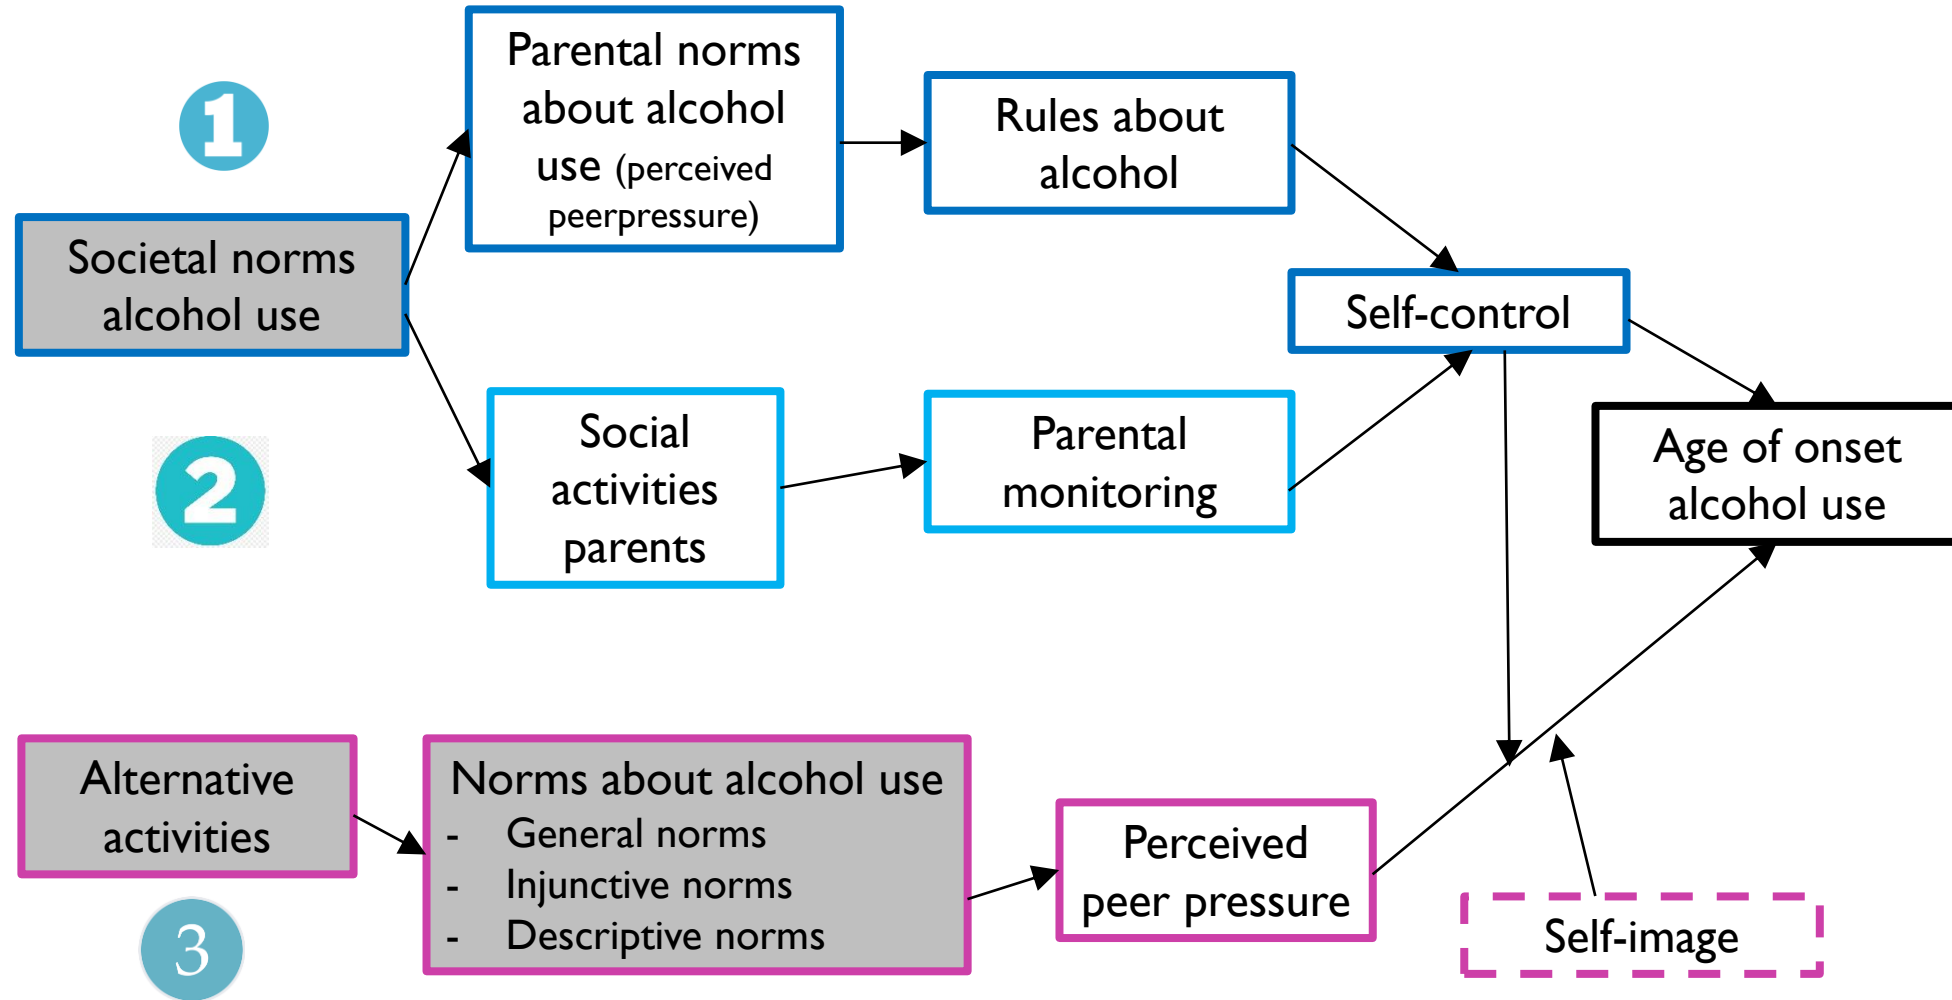 1
Parental norms
about alcohol
use (perceived
peerpressure)
Rules about
alcohol
Societal norms
alcohol use
Self-control
2
Social
activities
parents
Parental
monitoring
Age of onset
alcohol use
Alternative
activities
Norms about alcohol use
- General norms
- Injunctive norms
- Descriptive norms
Perceived
peer pressure
Self-image
3